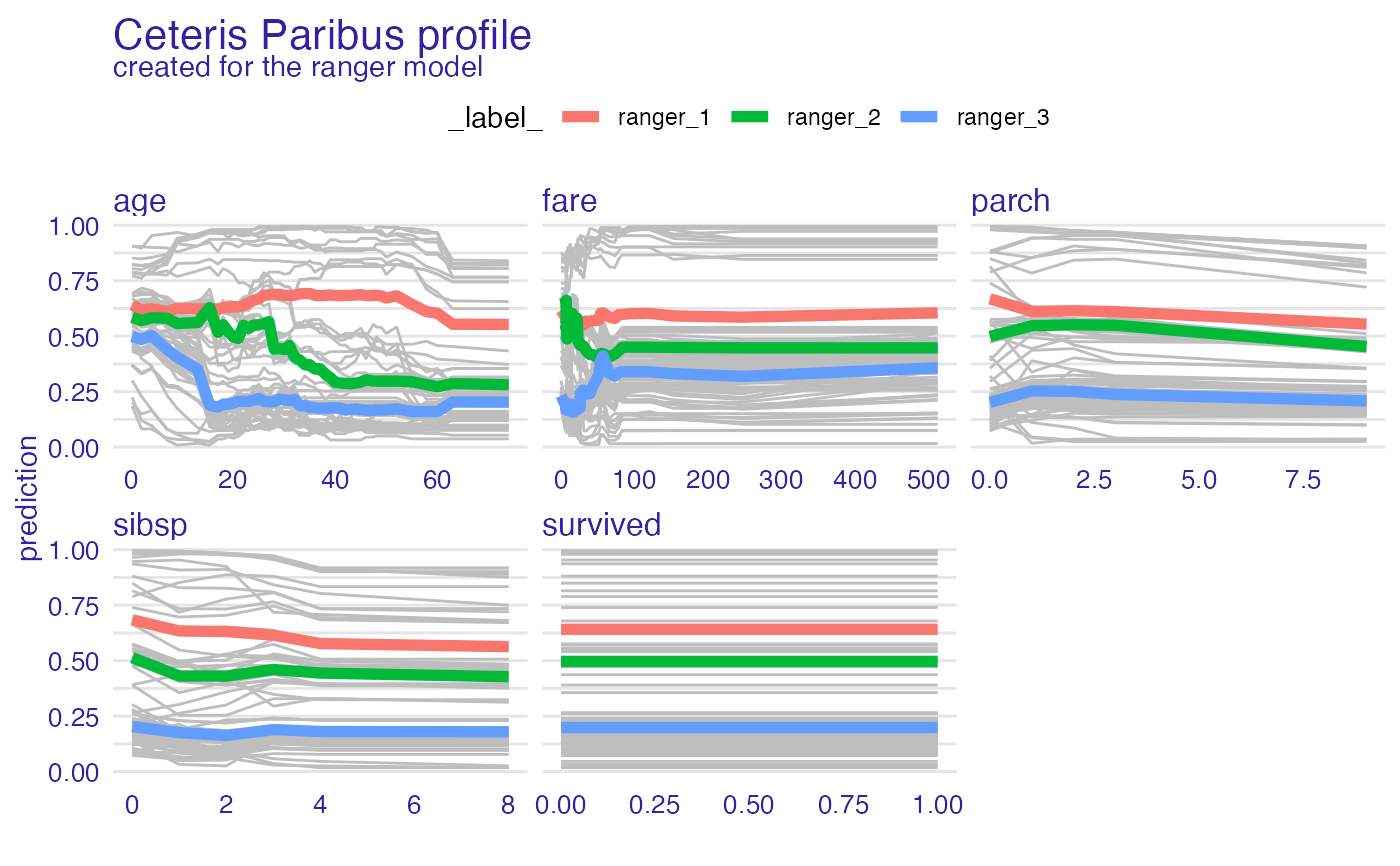 Ceteris Paribus profile
created for the ranger model
_label_ ranger_1 ranger_2 ranger_3
age fare parch
1.00
0.75
0.50
0.25
0.00
0 20 40 60 0 100 200 300 400 500 0.0 2.5 5.0 7.5
prediction
sibsp survived
1.00
0.75
0.50
0.25
0.00
0 2 4 6 8 0.00 0.25 0.50 0.75 1.00